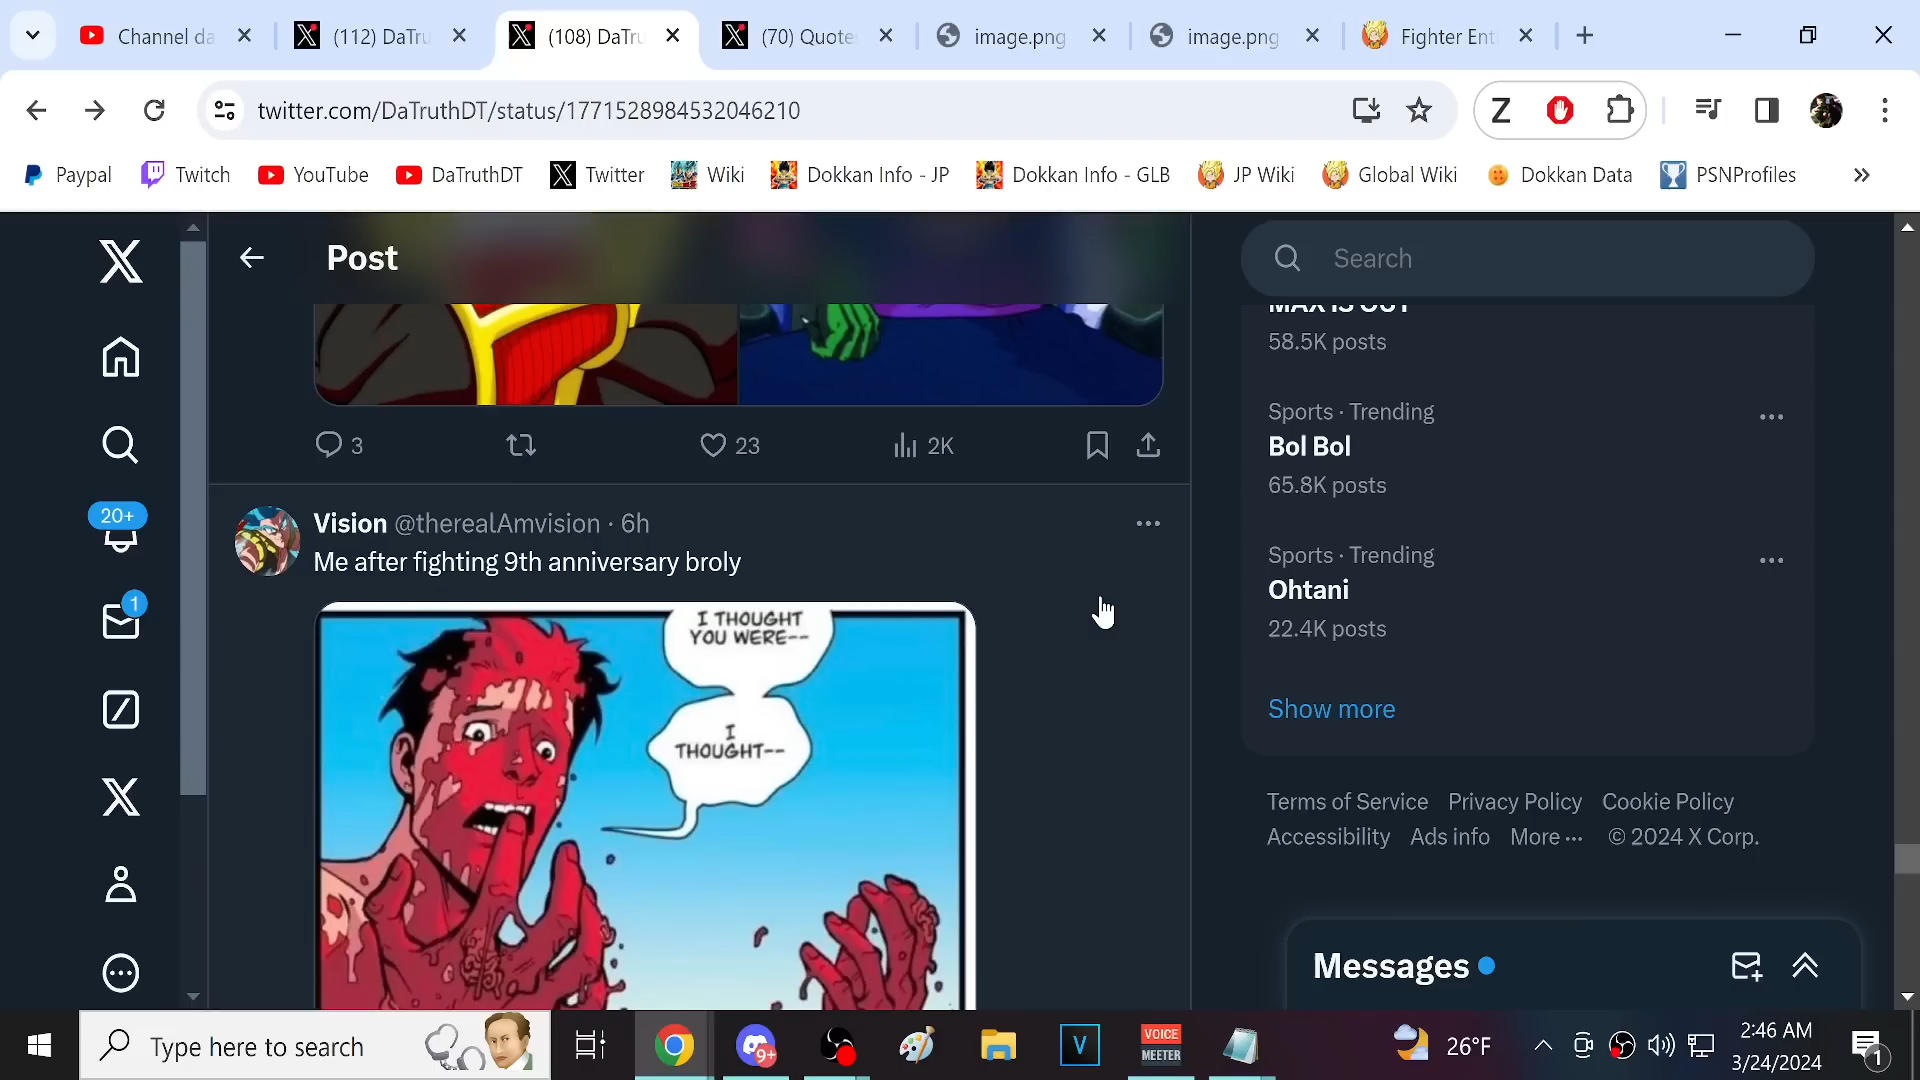 Channel da
(112) DaTru
(108) DaTru
(70) Quote
image.png
image.png
Fighter Ent
twitter.com/DaTruthDT/status/1771528984532046210
Z
Paypal
Twitch
YouTube
DaTruthDT
Twitter
Wiki
Dokkan Info - JP
Dokkan Info - GLB
JP Wiki
Global Wiki
Dokkan Data
PSNProfiles
Post
Search
MAX IS OUT
58.5K posts
Sports · Trending
Bol Bol
65.8K posts
3
23
2K
Vision @therealAmvision · 6h
Me after fighting 9th anniversary broly
Sports · Trending
Ohtani
22.4K posts
20+
1
I THOUGHT
YOU WERE--
I
THOUGHT--
Show more
Terms of Service Privacy Policy Cookie Policy
Accessibility Ads info More ··· © 2024 X Corp.
Messages
Type here to search
9+
V
VOICE
MEETER
26°F
2:46 AM
3/24/2024
1